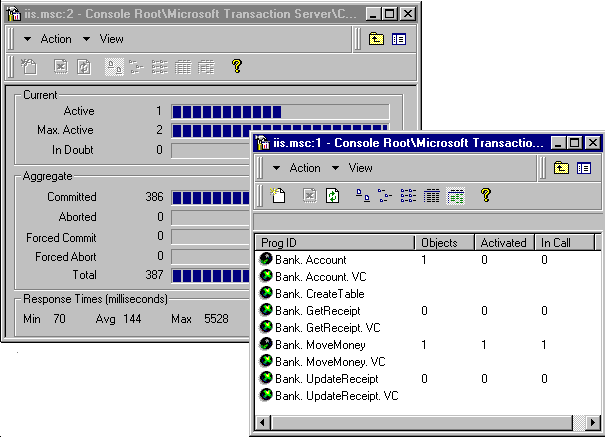 iis.msc:2 - Console Root\Microsoft Transaction Server\C...
Action View
Current
Active 1
Max. Active 2
In Doubt 0
Aggregate
Committed 386
Aborted 0
Forced Commit 0
Forced Abort 0
Total 387
Response Times (milliseconds)
Min 70 Avg 144 Max 5528
iis.msc:1 - Console Root\Microsoft Transactio...
Action View
Prog ID Objects Activated In Call
Bank. Account 1 0 0
Bank. Account. VC
Bank. CreateTable
Bank. GetReceipt 0 0 0
Bank. GetReceipt. VC
Bank. MoveMoney 1 1 1
Bank. MoveMoney. VC
Bank. UpdateReceipt 0 0 0
Bank. UpdateReceipt. VC